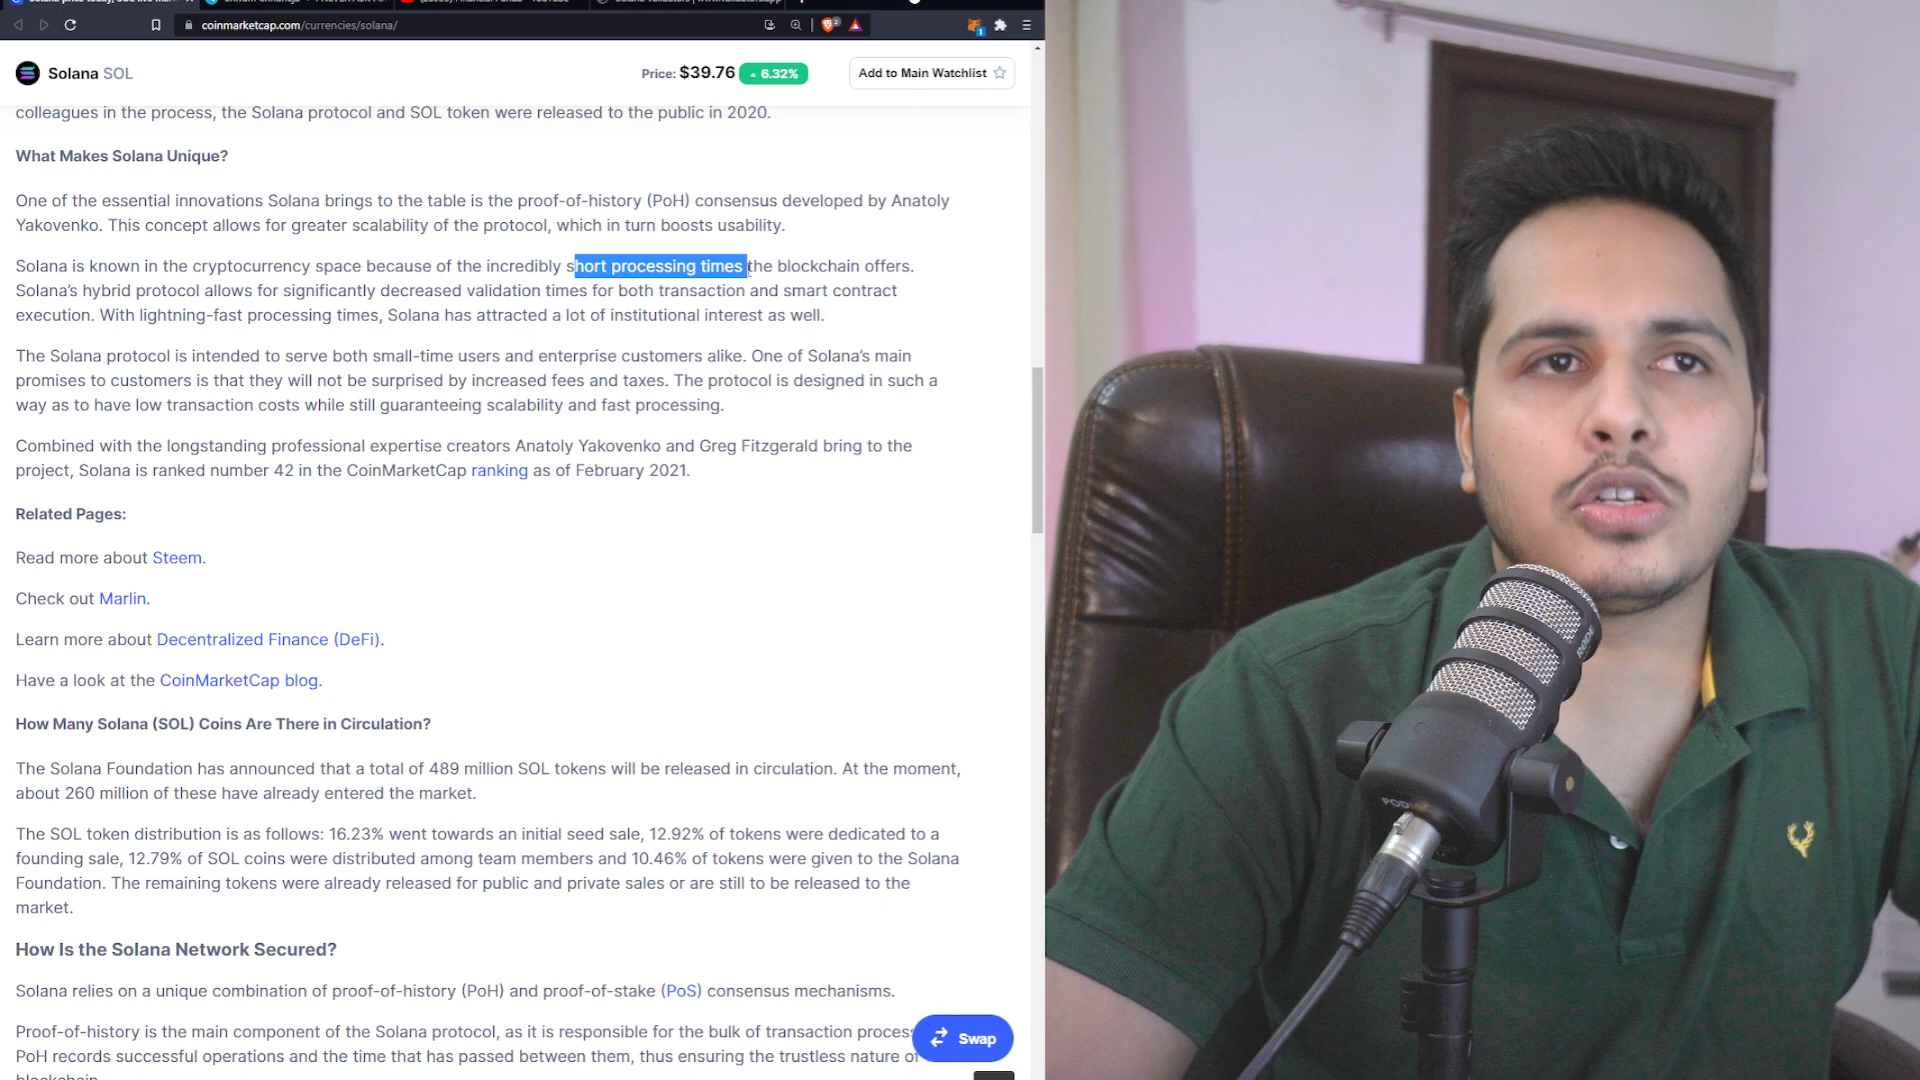 coinmarketcap.com/currencies/solana/
Solana SOL
Price: $39.76 6.32%
Add to Main Watchlist
colleagues in the process, the Solana protocol and SOL token were released to the public in 2020.
What Makes Solana Unique?
One of the essential innovations Solana brings to the table is the proof-of-history (PoH) consensus developed by Anatoly
Yakovenko. This concept allows for greater scalability of the protocol, which in turn boosts usability.
Solana is known in the cryptocurrency space because of the incredibly short processing times the blockchain offers.
Solana's hybrid protocol allows for significantly decreased validation times for both transaction and smart contract
execution. With lightning-fast processing times, Solana has attracted a lot of institutional interest as well.
The Solana protocol is intended to serve both small-time users and enterprise customers alike. One of Solana's main
promises to customers is that they will not be surprised by increased fees and taxes. The protocol is designed in such a
way as to have low transaction costs while still guaranteeing scalability and fast processing.
Combined with the longstanding professional expertise creators Anatoly Yakovenko and Greg Fitzgerald bring to the
project, Solana is ranked number 42 in the CoinMarketCap ranking as of February 2021.
Related Pages:
Read more about Steem.
Check out Marlin.
Learn more about Decentralized Finance (DeFi).
Have a look at the CoinMarketCap blog.
How Many Solana (SOL) Coins Are There in Circulation?
The Solana Foundation has announced that a total of 489 million SOL tokens will be released in circulation. At the moment,
about 260 million of these have already entered the market.
The SOL token distribution is as follows: 16.23% went towards an initial seed sale, 12.92% of tokens were dedicated to a
founding sale, 12.79% of SOL coins were distributed among team members and 10.46% of tokens were given to the Solana
Foundation. The remaining tokens were already released for public and private sales or are still to be released to the
market.
How Is the Solana Network Secured?
Solana relies on a unique combination of proof-of-history (PoH) and proof-of-stake (PoS) consensus mechanisms.
Proof-of-history is the main component of the Solana protocol, as it is responsible for the bulk of transaction
PoH records successful operations and the time that has passed between them, thus ensuring the trustless nature of
Swap
RODE